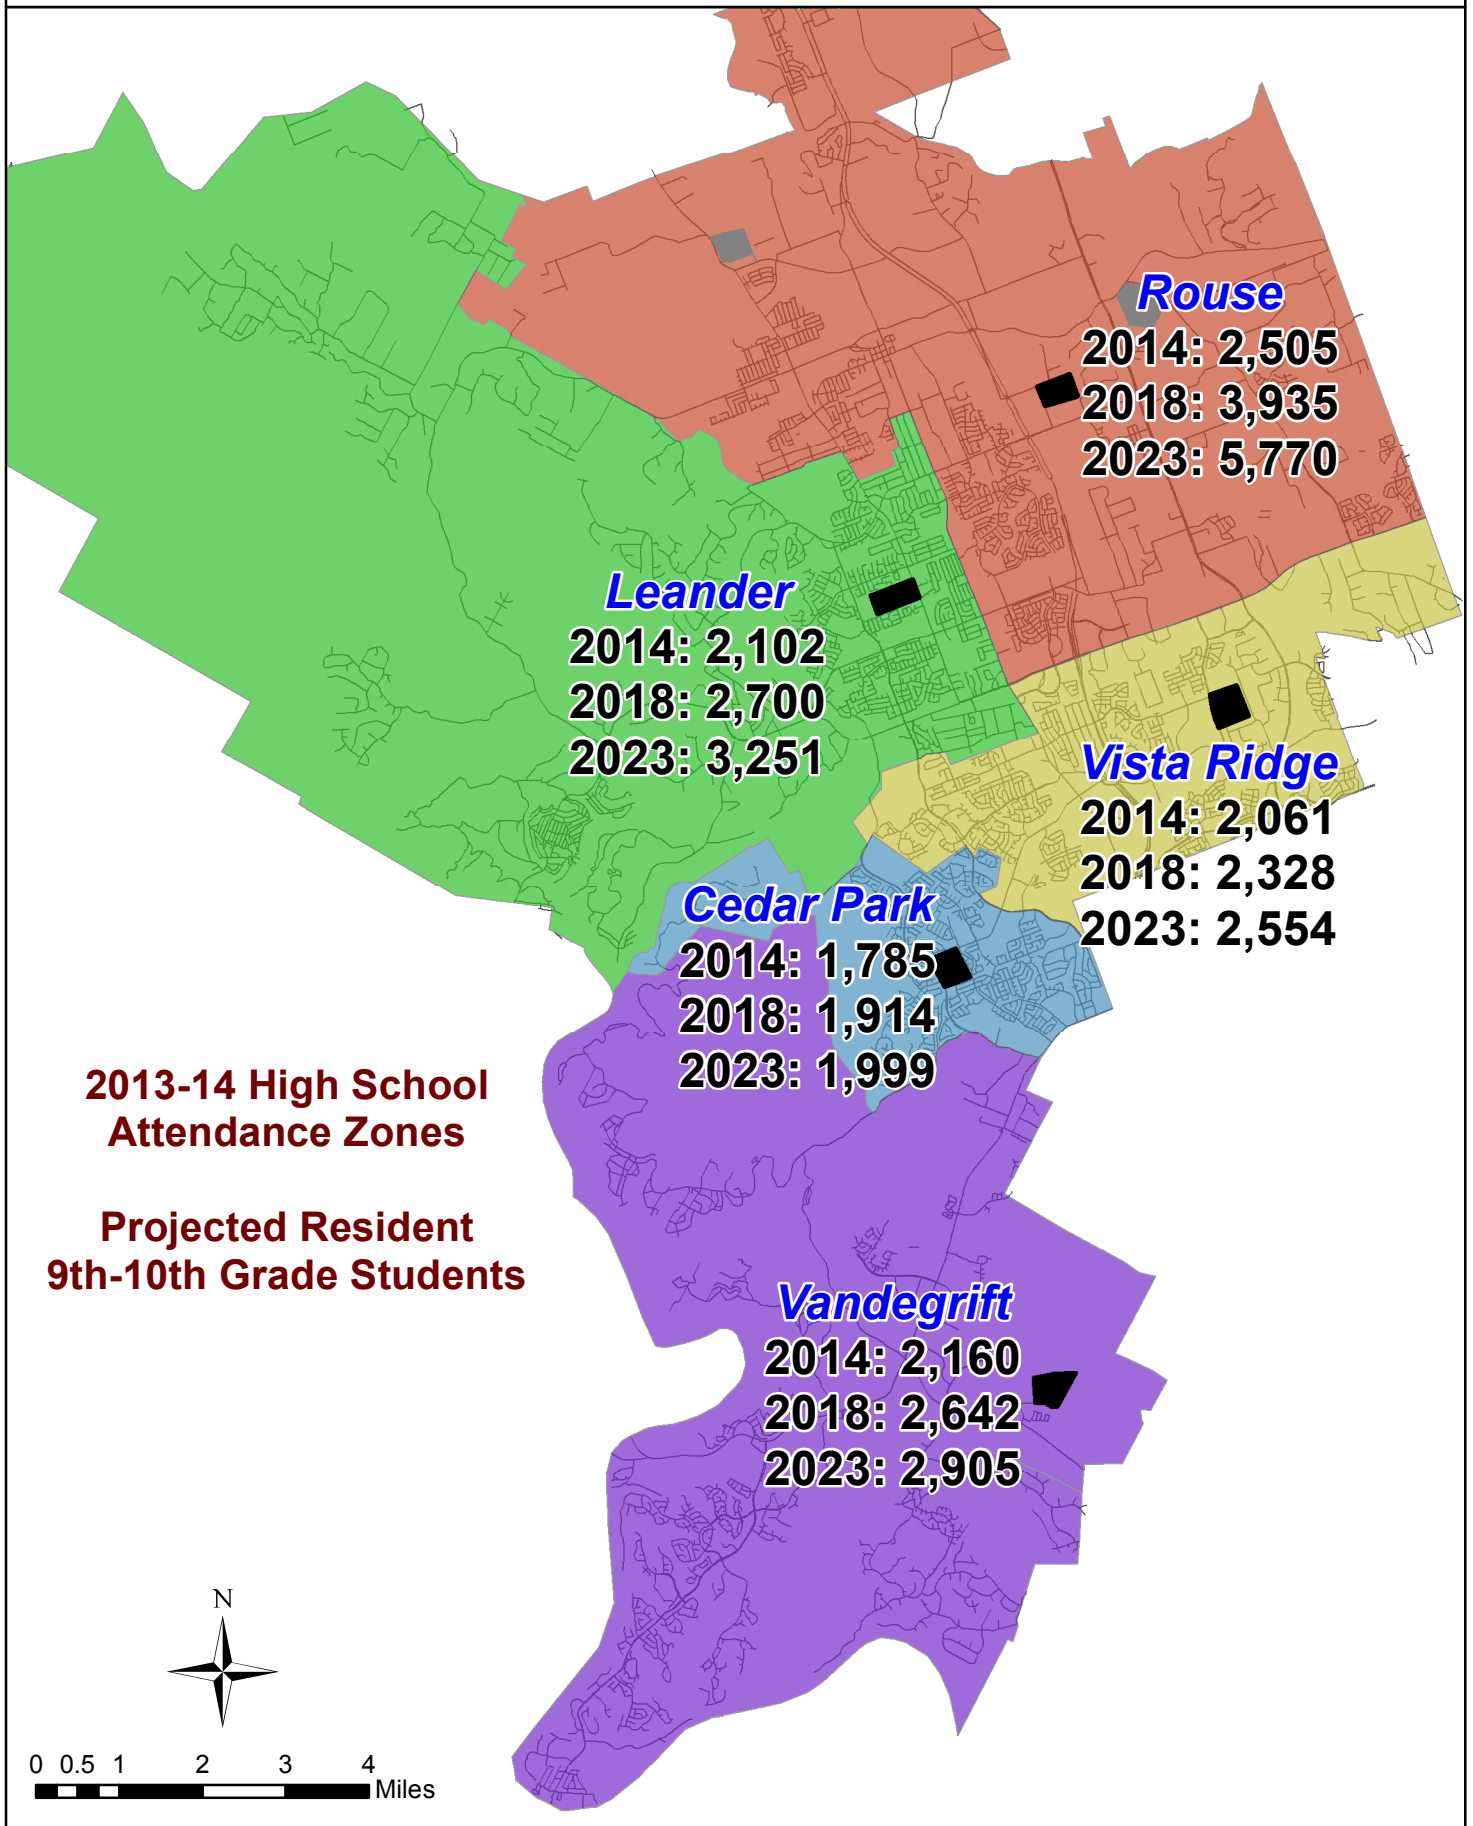 Rouse
2014: 2,505
2018: 3,935
2023: 5,770
Leander
2014: 2,102
2018: 2,700
2023: 3,251
Vista Ridge
2014: 2,061
2018: 2,328
2023: 2,554
Cedar Park
2014: 1,785
2018: 1,914
2023: 1,999
2013-14 High School
Attendance Zones
Projected Resident
9th-10th Grade Students
Vandegrift
2014: 2,160
2018: 2,642
2023: 2,905
N
0 0.5 1 2 3 4
Miles